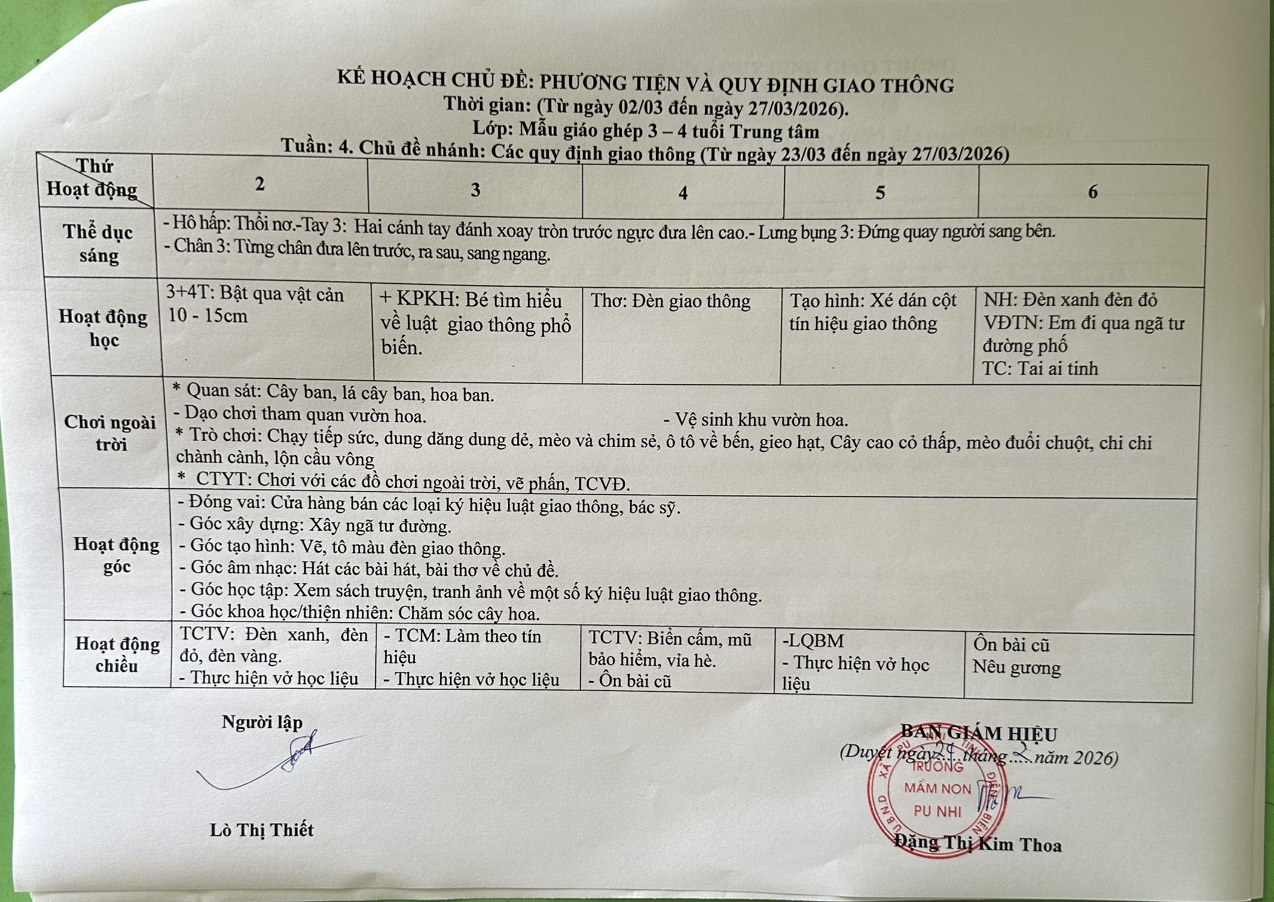 KẾ HOẠCH CHỦ ĐỀ: PHƯƠNG TIỆN VÀ QUY ĐỊNH GIAO THÔNG
Thời gian: (Từ ngày 02/03 đến ngày 27/03/2026).
Lớp: Mẫu giáo ghép 3 – 4 tuổi Trung tâm
Tuần: 4. Chủ đề nhánh: Các quy định giao thông (Từ ngày 23/03 đến ngày 27/03/2026)
Thứ
Hoạt động
2
3
4
5
6
Thể dục
sáng
- Hô hấp: Thổi nơ.-Tay 3: Hai cánh tay đánh xoay tròn trước ngực đưa lên cao.- Lưng bụng 3: Đứng quay người sang bên.
- Chân 3: Từng chân đưa lên trước, ra sau, sang ngang.
Hoạt động
học
3+4T: Bật qua vật cản
10 - 15cm
+ KPKH: Bé tìm hiểu
về luật giao thông phổ
biến.
Thơ: Đèn giao thông
Tạo hình: Xé dán cột
tín hiệu giao thông
NH: Đèn xanh đèn đỏ
VĐTN: Em đi qua ngã tư
đường phố
TC: Tai ai tinh
Chơi ngoài
trời
* Quan sát: Cây ban, lá cây ban, hoa ban.
- Dạo chơi tham quan vườn hoa. - Vệ sinh khu vườn hoa.
* Trò chơi: Chạy tiếp sức, dung dăng dung dẻ, mèo và chim sẻ, ô tô về bến, gieo hạt, Cây cao cỏ thấp, mèo đuổi chuột, chi chi
chành cành, lộn cầu vông
* CTYT: Chơi với các đồ chơi ngoài trời, vẽ phấn, TCVĐ.
Hoạt động
góc
- Đóng vai: Cửa hàng bán các loại ký hiệu luật giao thông, bác sỹ.
- Góc xây dựng: Xây ngã tư đường.
- Góc tạo hình: Vẽ, tô màu đèn giao thông.
- Góc âm nhạc: Hát các bài hát, bài thơ về chủ đề.
- Góc học tập: Xem sách truyện, tranh ảnh về một số ký hiệu luật giao thông.
- Góc khoa học/thiện nhiên: Chăm sóc cây hoa.
Hoạt động
chiều
TCTV: Đèn xanh, đèn
đỏ, đèn vàng.
- Thực hiện vở học liệu
- TCM: Làm theo tín
hiệu
- Thực hiện vở học liệu
TCTV: Biển cấm, mũ
bảo hiểm, vỉa hè.
- Ôn bài cũ
-LQBM
- Thực hiện vở học
liệu
Ôn bài cũ
Nêu gương
Người lập
Lò Thị Thiết
BAN GIÁM HIỆU
(Duyệt ngày...tháng 2 năm 2026)
U.B.N.D XÃ PU NHI TỈNH ĐIỆN BIÊN
TRƯỜNG
MẦM NON
PU NHI
Đặng Thị Kim Thoa